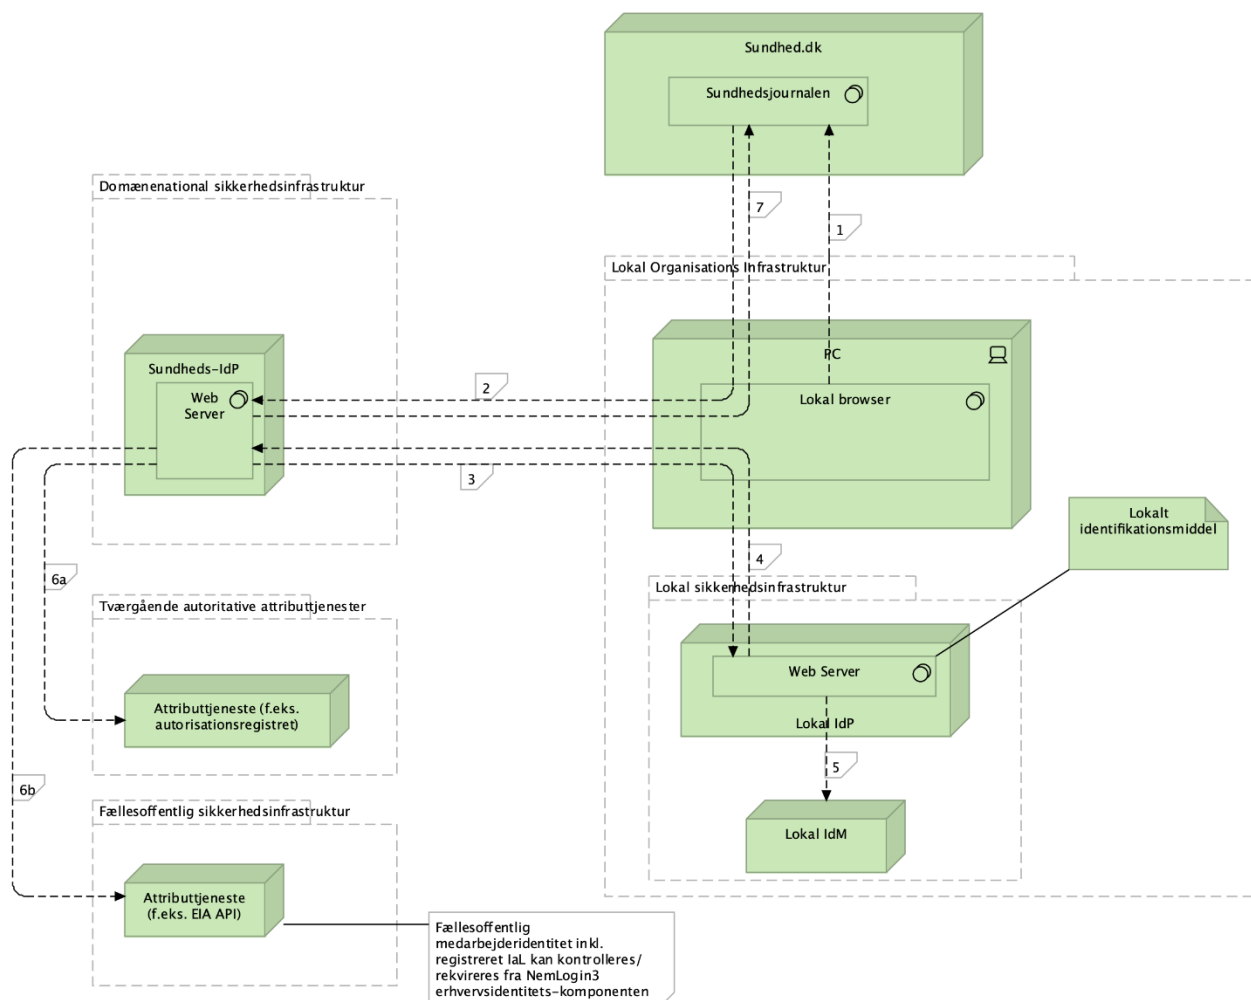 Sundhed.dk
Sundhedsjournalen
Domænenational sikkerhedsinfrastruktur
7
1
Lokal Organisations Infrastruktur
Sundheds-IdP
Web
Server
2
PC
Lokal browser
3
Lokalt
identifikationsmiddel
4
6a
Lokal sikkerhedsinfrastruktur
Tværgående autoritative attributtjenester
Web Server
Lokal IdP
Attributtjeneste (f.eks.
autorisationsregistret)
5
6b
Fællesoffentlig sikkerhedsinfrastruktur
Lokal IdM
Attributtjeneste
(f.eks. EIA API)
Fællesoffentlig
medarbejderidentitet inkl.
registreret IaL kan kontrolleres/
rekvireres fra NemLogin3
erhvervsidentitets-komponenten